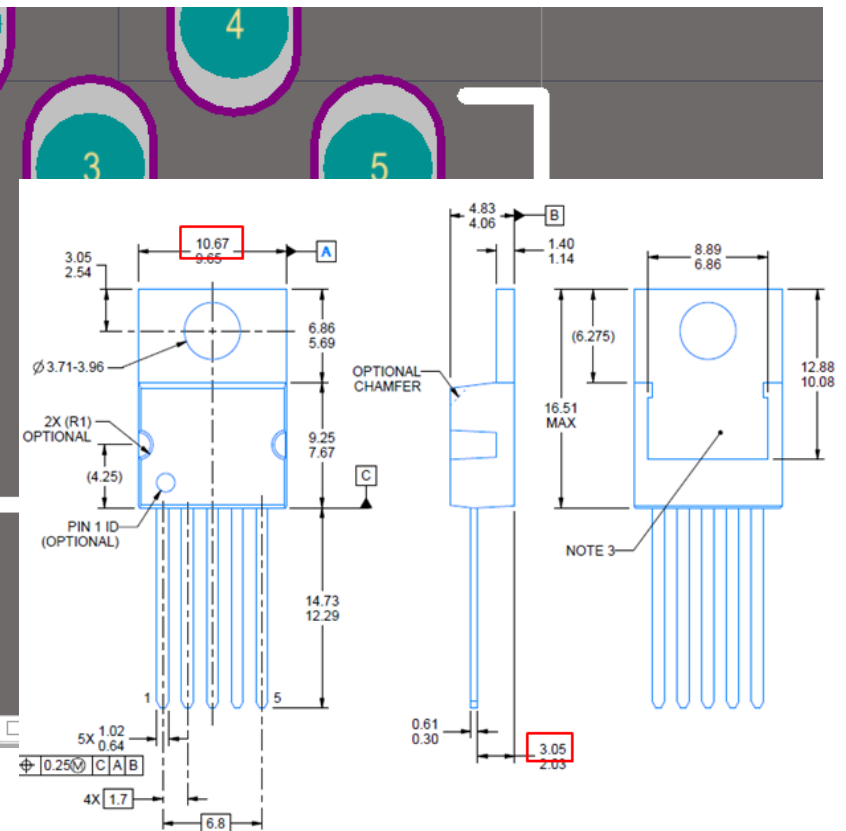 4
3
5
10.67
9.65
A
3.05
2.54
6.86
5.69
Ø 3.71-3.96
2X (R1)
OPTIONAL
9.25
7.67
(4.25)
C
PIN 1 ID
(OPTIONAL)
14.73
12.29
1
5
5X 1.02
0.64
⌖ 0.25Ⓜ C A B
4X 1.7
6.8
4.83
4.06
B
1.40
1.14
OPTIONAL
CHAMFER
16.51
MAX
0.61
0.30
3.05
2.03
8.89
6.86
(6.275)
12.88
10.08
NOTE 3